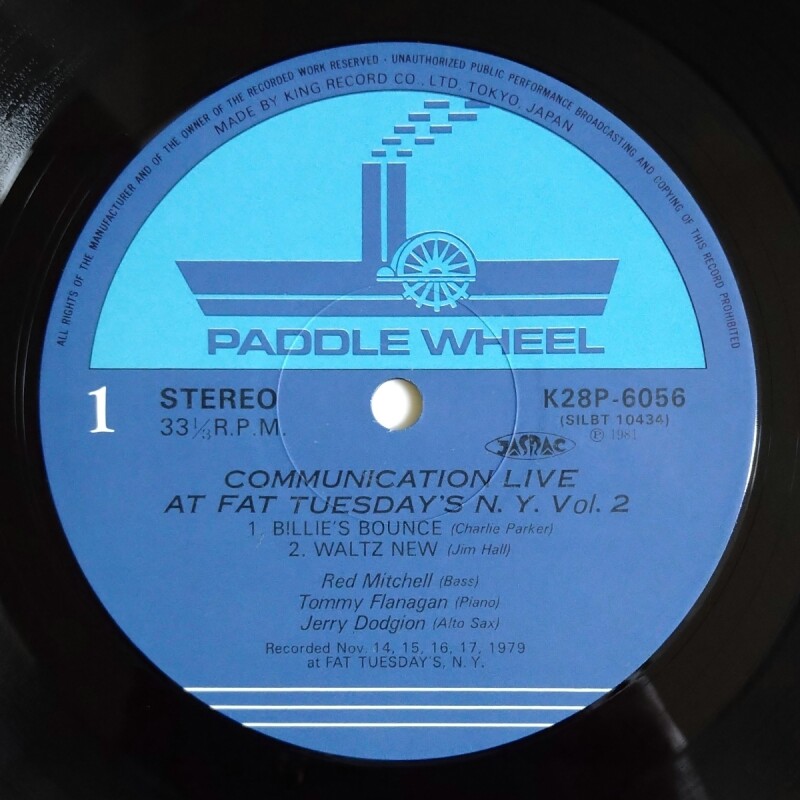 ALL RIGHTS OF THE MANUFACTURER AND OF THE OWNER OF THE RECORDED WORK RESERVED · UNAUTHORIZED PUBLIC PERFORMANCE BROADCASTING AND COPYING OF THIS RECORD PROHIBITED
MADE BY KING RECORD CO., LTD. TOKYO, JAPAN
PADDLE WHEEL
1
STEREO
33⅓R.P.M.
K28P-6056
(SILBT 10434)
Ⓟ 1981
JASRAC
COMMUNICATION LIVE
AT FAT TUESDAY'S N. Y. Vol. 2
1. BILLIE'S BOUNCE (Charlie Parker)
2. WALTZ NEW (Jim Hall)
Red Mitchell (Bass)
Tommy Flanagan (Piano)
Jerry Dodgion (Alto Sax)
Recorded Nov. 14, 15, 16, 17, 1979
at FAT TUESDAY'S, N. Y.